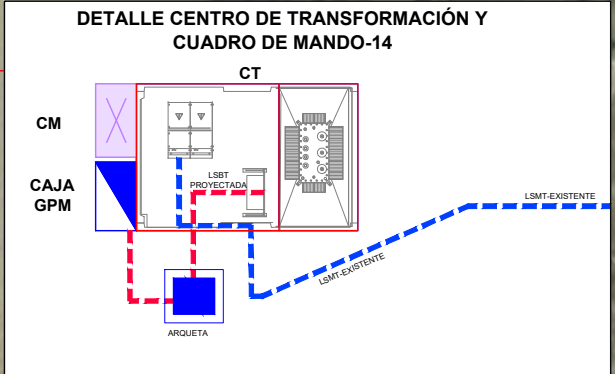 DETALLE CENTRO DE TRANSFORMACIÓN Y
CUADRO DE MANDO-14
CT
CM
CAJA
GPM
LSBT
PROYECTADA
LSMT-EXISTENTE
LSMT-EXISTENTE
ARQUETA